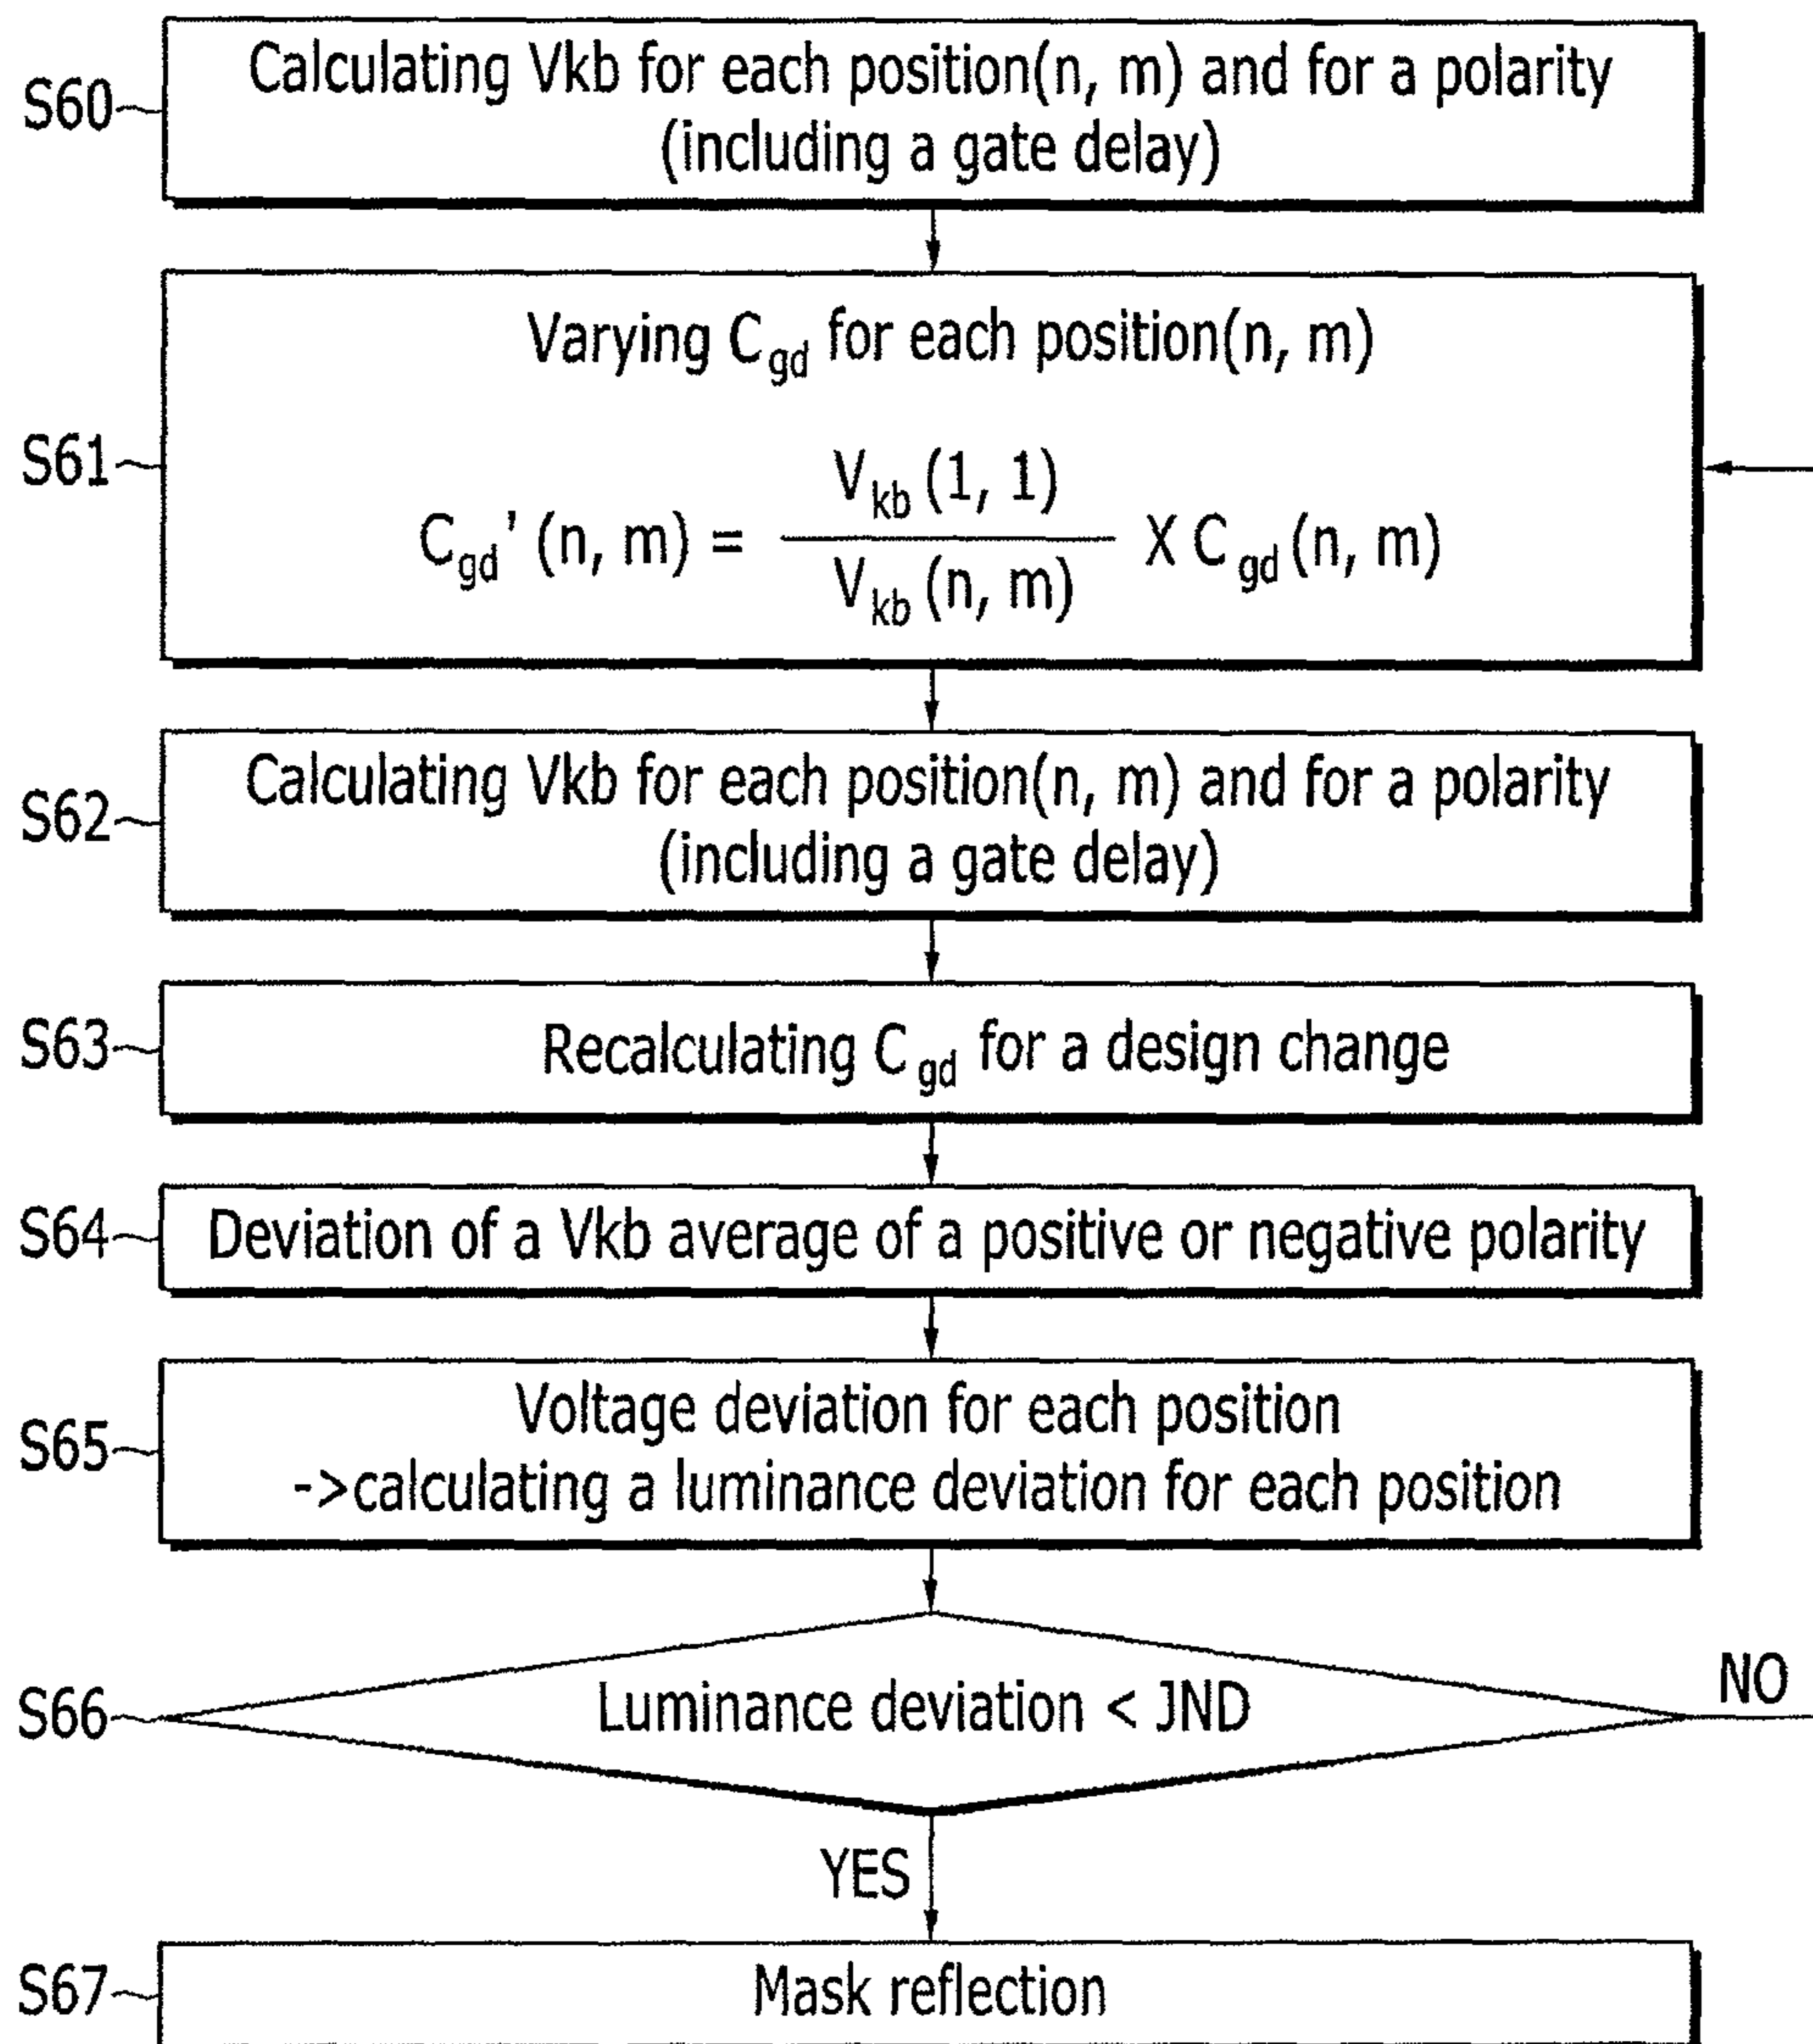 S60
Calculating Vkb for each position(n, m) and for a polarity
(including a gate delay)
S61
Varying Cgd for each position(n, m)
Cgd' (n, m) = Vkb (1, 1) / Vkb (n, m) X Cgd (n, m)
S62
Calculating Vkb for each position(n, m) and for a polarity
(including a gate delay)
S63
Recalculating Cgd for a design change
S64
Deviation of a Vkb average of a positive or negative polarity
S65
Voltage deviation for each position
->calculating a luminance deviation for each position
S66
Luminance deviation < JND
NO
YES
S67
Mask reflection